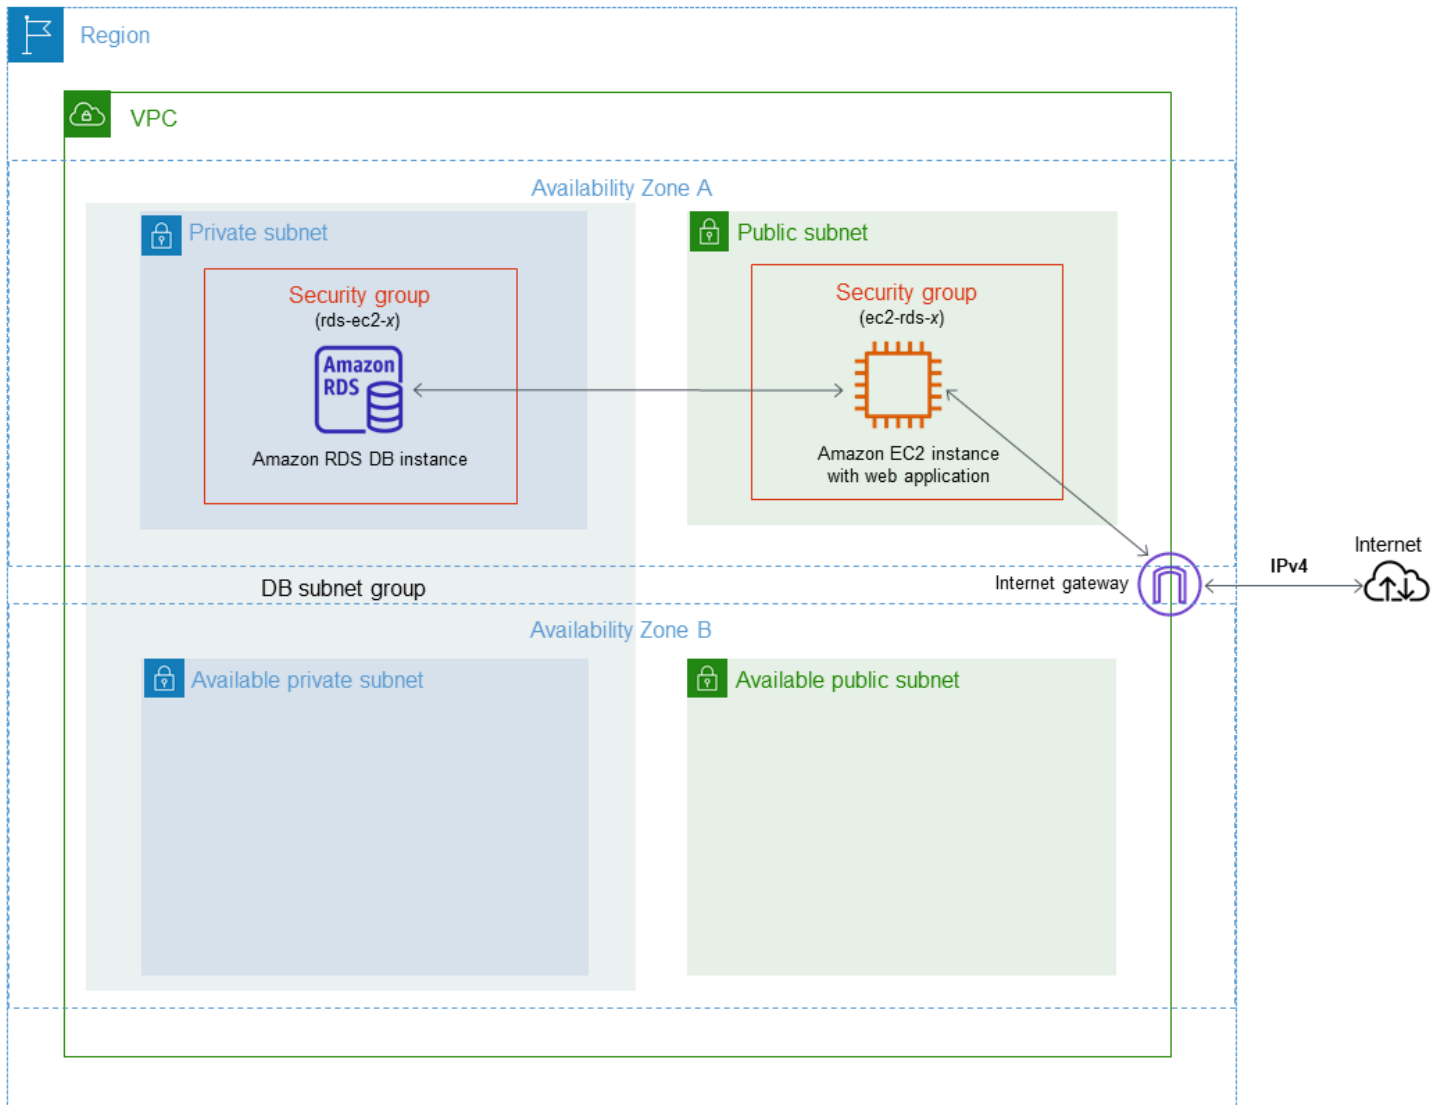 Region
VPC
Availability Zone A
Private subnet
Public subnet
Security group
(rds-ec2-x)
Security group
(ec2-rds-x)
Amazon
RDS
Amazon RDS DB instance
Amazon EC2 instance
with web application
Internet
IPv4
Internet gateway
DB subnet group
Availability Zone B
Available private subnet
Available public subnet